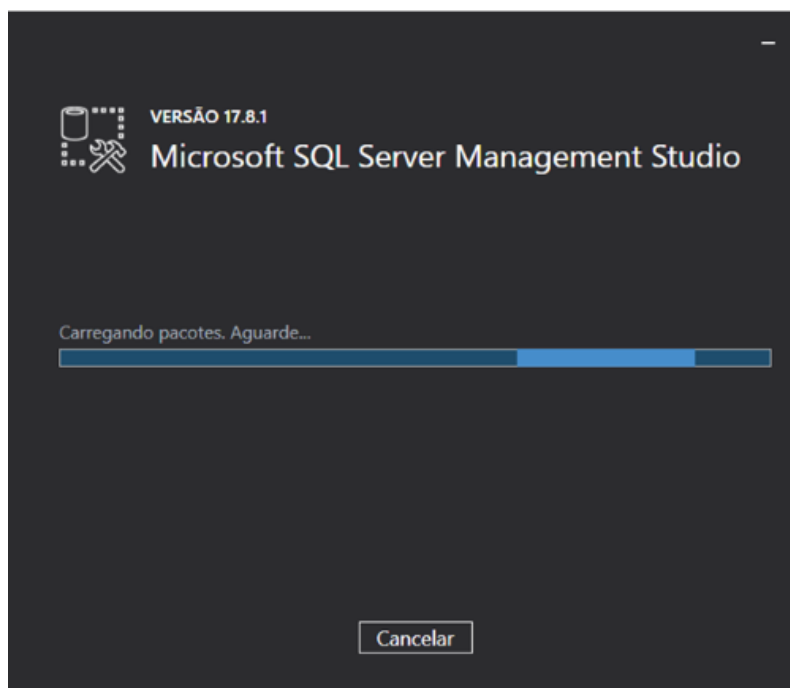 VERSÃO 17.8.1
Microsoft SQL Server Management Studio
Carregando pacotes. Aguarde...
Cancelar